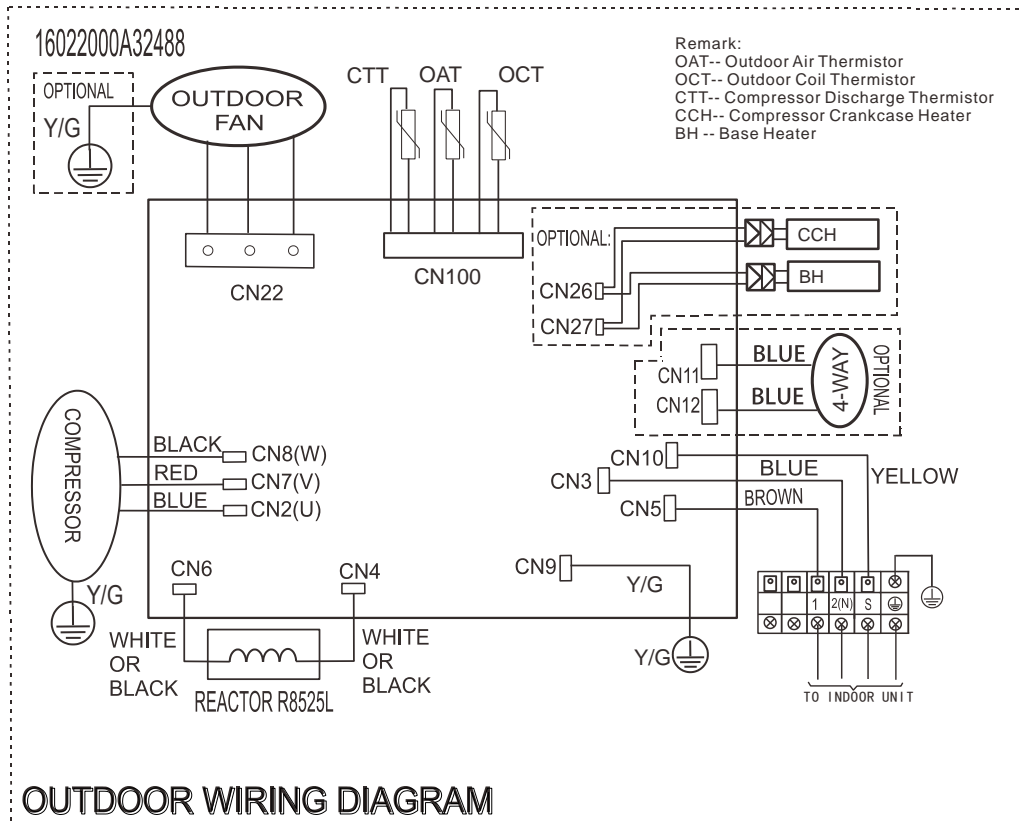 16022000A32488
Remark:
OAT-- Outdoor Air Thermistor
OCT-- Outdoor Coil Thermistor
CTT-- Compressor Discharge Thermistor
CCH-- Compressor Crankcase Heater
BH -- Base Heater
OPTIONAL
Y/G
OUTDOOR
FAN
CTT OAT OCT
CN22
CN100
OPTIONAL:
CCH
BH
CN26
CN27
CN11
BLUE
CN12
BLUE
4-WAY
OPTIONAL
COMPRESSOR
BLACK CN8(W)
RED CN7(V)
BLUE CN2(U)
Y/G
CN10
YELLOW
CN3
BLUE
CN5
BROWN
CN6
CN4
CN9
Y/G
Y/G
WHITE
OR
BLACK
WHITE
OR
BLACK
REACTOR R8525L
1 2(N) S
TO INDOOR UNIT
OUTDOOR WIRING DIAGRAM